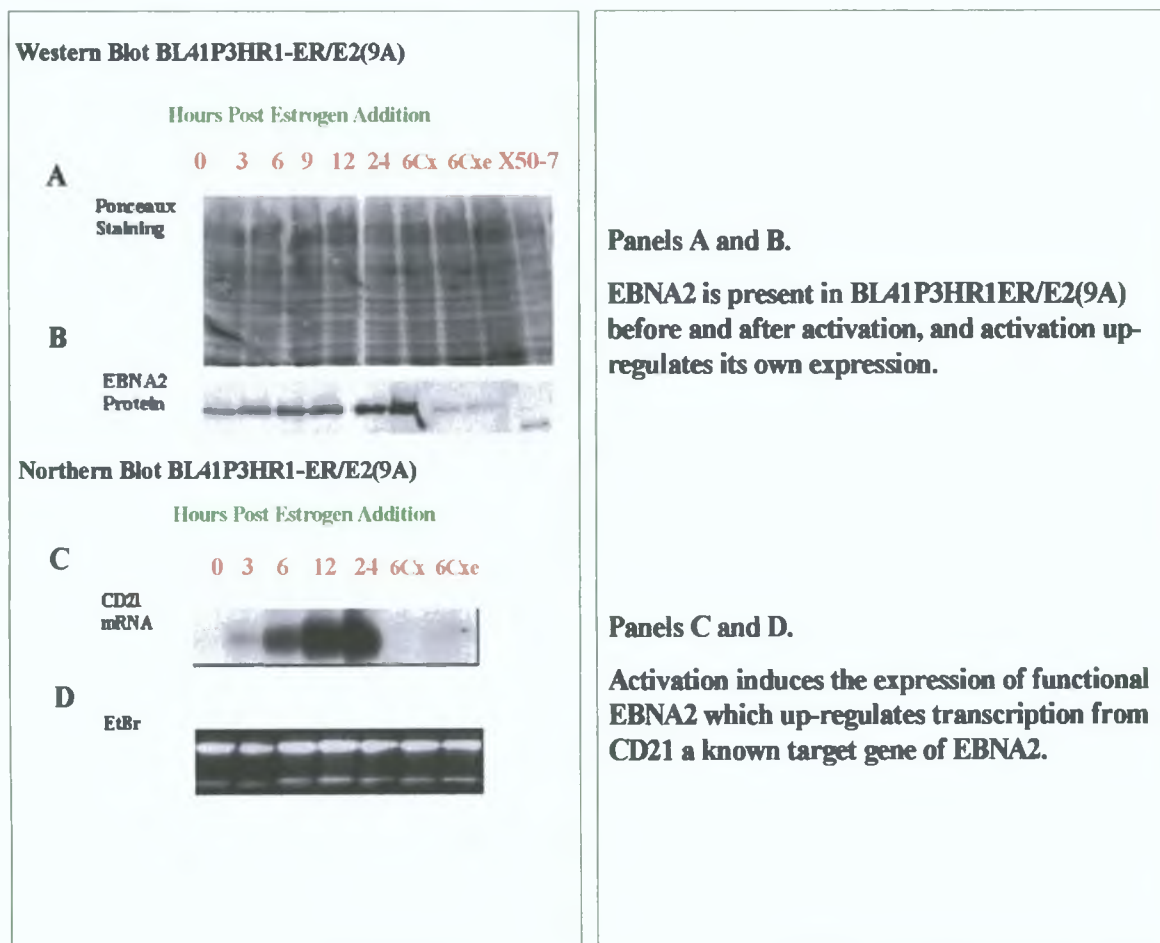 Western Blot BL41P3HR1-ER/E2(9A)
Hours Post Estrogen Addition
0 3 6 9 12 24 6Cx 6Cxe X50-7
A
Ponceaux
Staining
B
EBNA2
Protein
Northern Blot BL41P3HR1-ER/E2(9A)
Hours Post Estrogen Addition
C
0 3 6 12 24 6Cx 6Cxe
CD21
mRNA
D
EtBr
Panels A and B.
EBNA2 is present in BL41P3HR1ER/E2(9A)
before and after activation, and activation up-
regulates its own expression.
Panels C and D.
Activation induces the expression of functional
EBNA2 which up-regulates transcription from
CD21 a known target gene of EBNA2.